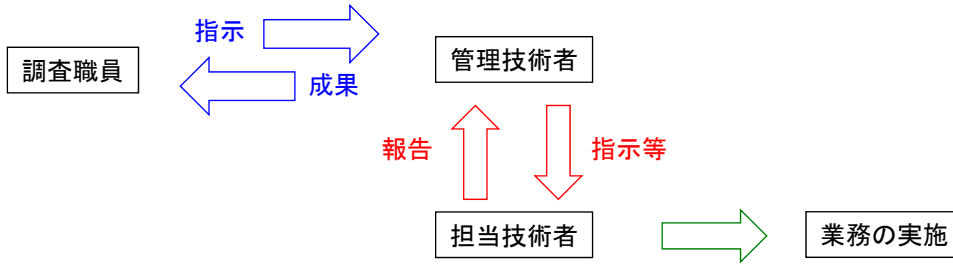 指示
調査職員
成果
管理技術者
報告
指示等
担当技術者
業務の実施